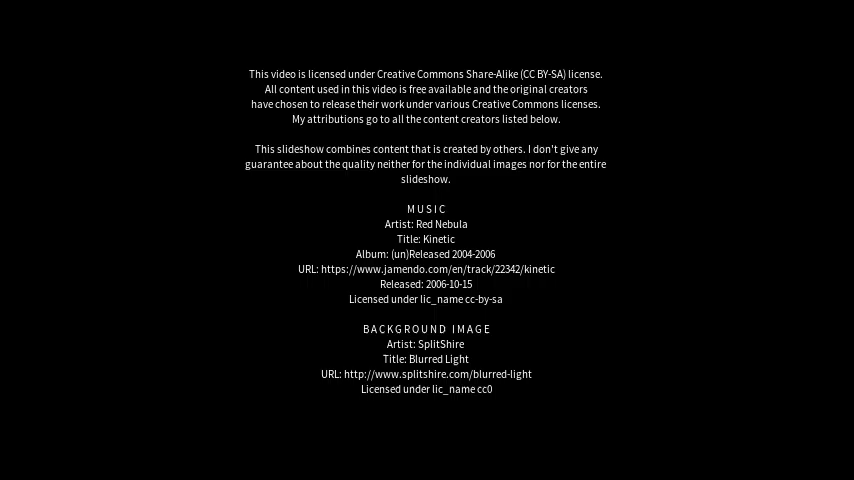 This video is licensed under Creative Commons Share-Alike (CC BY-SA) license.
All content used in this video is free available and the original creators
have chosen to release their work under various Creative Commons licenses.
My attributions go to all the content creators listed below.
This slideshow combines content that is created by others. I don't give any
guarantee about the quality neither for the individual images nor for the entire
slideshow.
MUSIC
Artist: Red Nebula
Title: Kinetic
Album: (un)Released 2004-2006
URL: https://www.jamendo.com/en/track/22342/kinetic
Released: 2006-10-15
Licensed under lic_name cc-by-sa
BACKGROUND IMAGE
Artist: SplitShire
Title: Blurred Light
URL: http://www.splitshire.com/blurred-light
Licensed under lic_name cc0